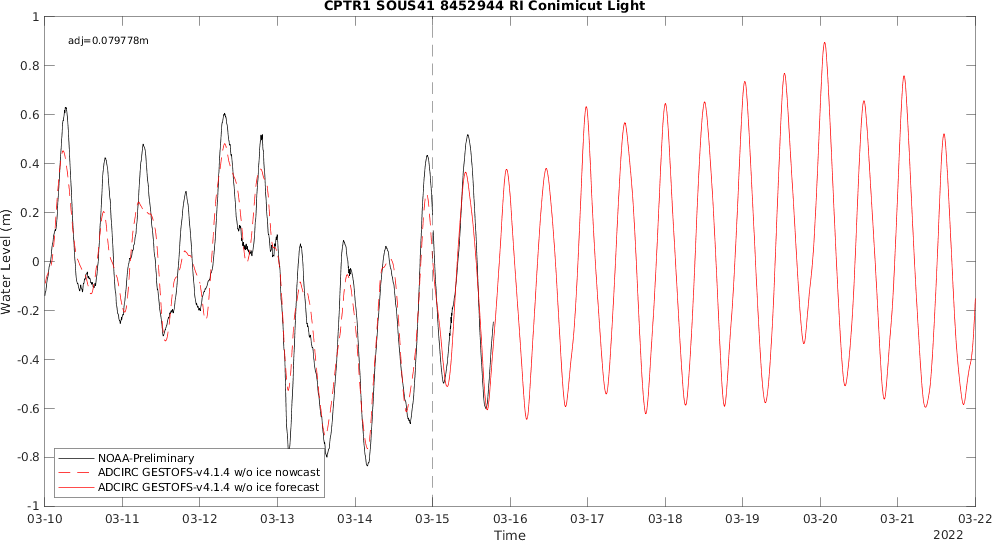 CPTR1 SOUS41 8452944 RI Conimicut Light
adj=0.079778m
1
0.8
0.6
0.4
0.2
0
-0.2
-0.4
-0.6
-0.8
-1
Water Level (m)
NOAA-Preliminary
ADCIRC GESTOFS-v4.1.4 w/o ice nowcast
ADCIRC GESTOFS-v4.1.4 w/o ice forecast
03-10 03-11 03-12 03-13 03-14 03-15 03-16 03-17 03-18 03-19 03-20 03-21 03-22
Time
2022